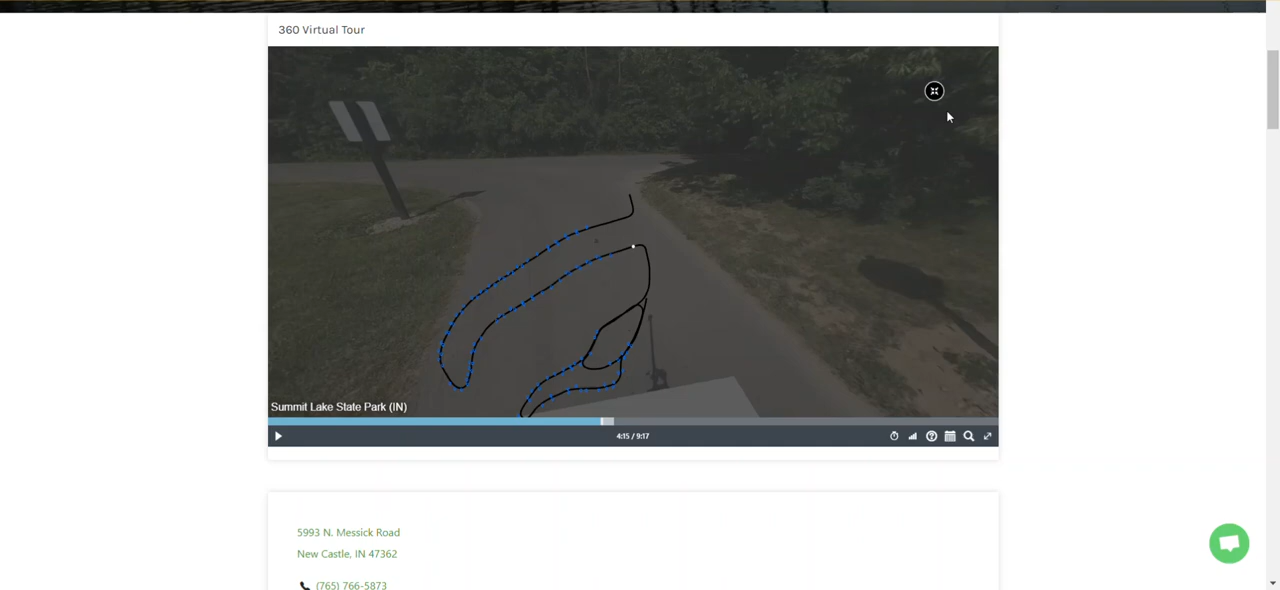 360 Virtual Tour
Summit Lake State Park (IN)
4:15 / 9:17
5993 N. Messick Road
New Castle, IN 47362
(765) 766-5873